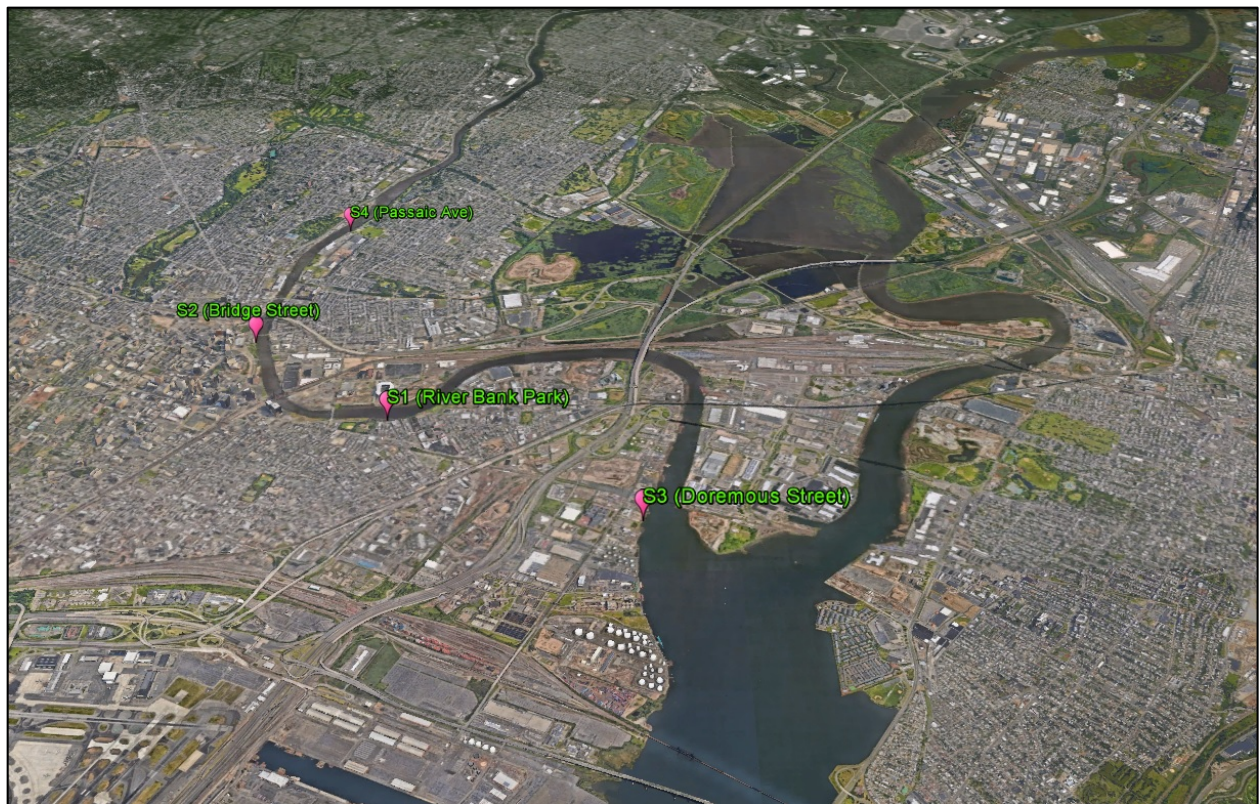 S4 (Passaic Ave)
S2 (Bridge Street)
S1 (River Bank Park)
S3 (Doremous Street)